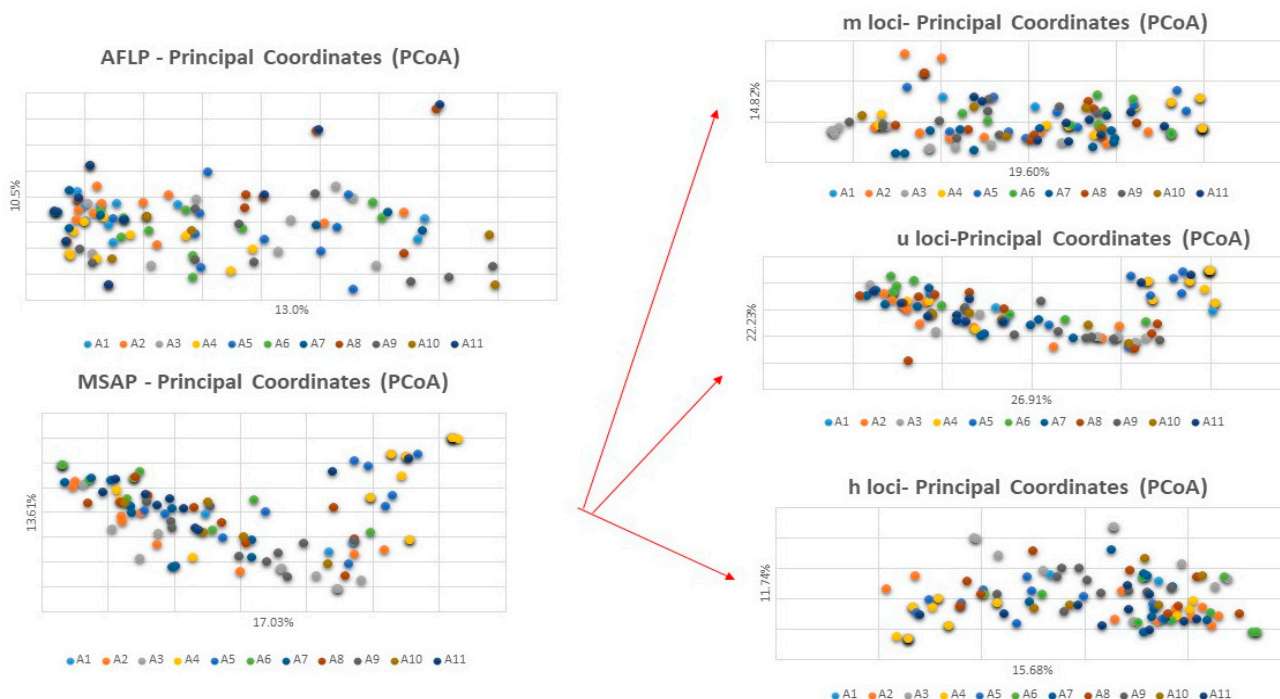 AFLP - Principal Coordinates (PCoA)
10.5%
13.0%
A1 A2 A3 A4 A5 A6 A7 A8 A9 A10 A11
MSAP - Principal Coordinates (PCoA)
13.61%
17.03%
A1 A2 A3 A4 A5 A6 A7 A8 A9 A10 A11
m loci- Principal Coordinates (PCoA)
14.82%
19.60%
A1 A2 A3 A4 A5 A6 A7 A8 A9 A10 A11
u loci-Principal Coordinates (PCoA)
22.23%
26.91%
A1 A2 A3 A4 A5 A6 A7 A8 A9 A10 A11
h loci- Principal Coordinates (PCoA)
11.74%
15.68%
A1 A2 A3 A4 A5 A6 A7 A8 A9 A10 A11